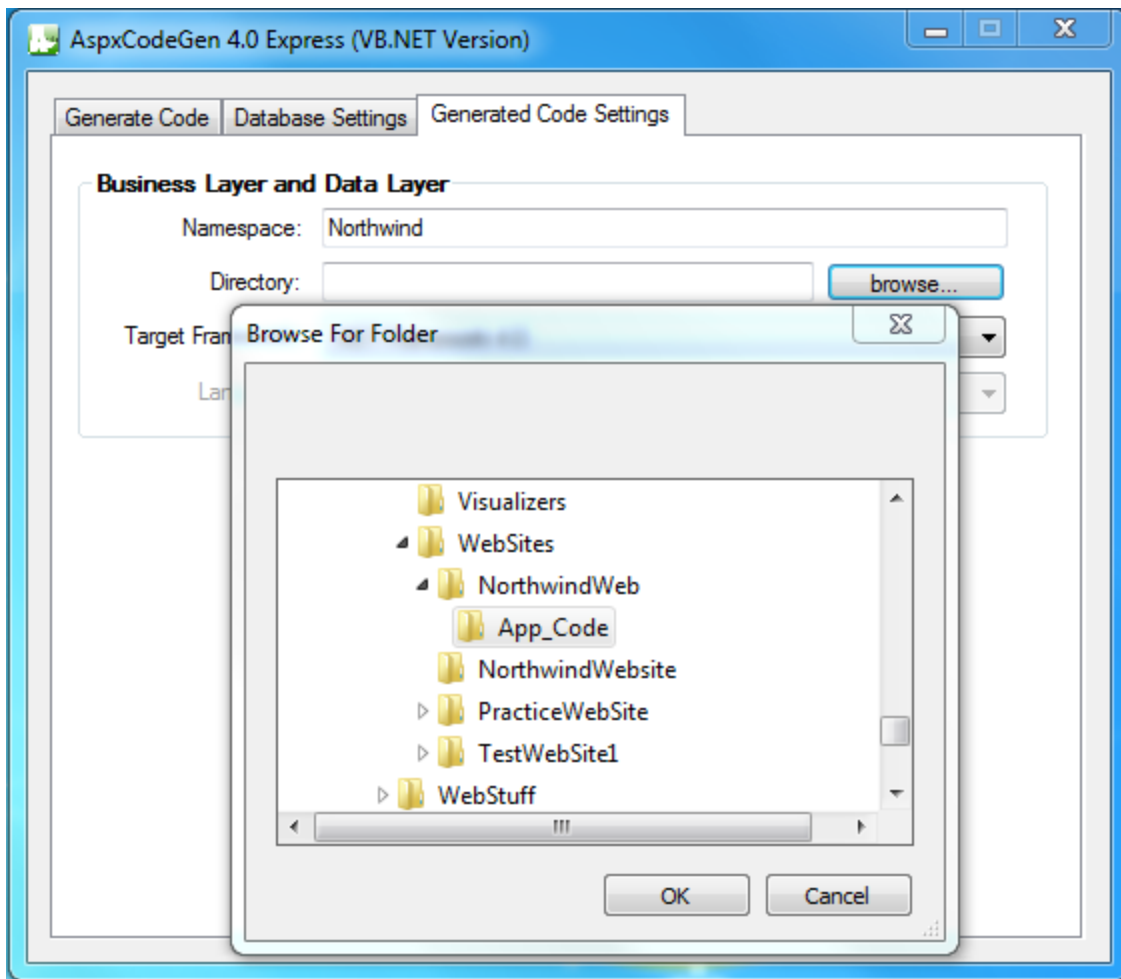 AspxCodeGen 4.0 Express (VB.NET Version)
Generate Code Database Settings Generated Code Settings
Business Layer and Data Layer
Namespace: Northwind
Directory: browse...
Target Fram
Lan
Browse For Folder
Visualizers
WebSites
NorthwindWeb
App_Code
NorthwindWebsite
PracticeWebSite
TestWebSite1
WebStuff
OK Cancel